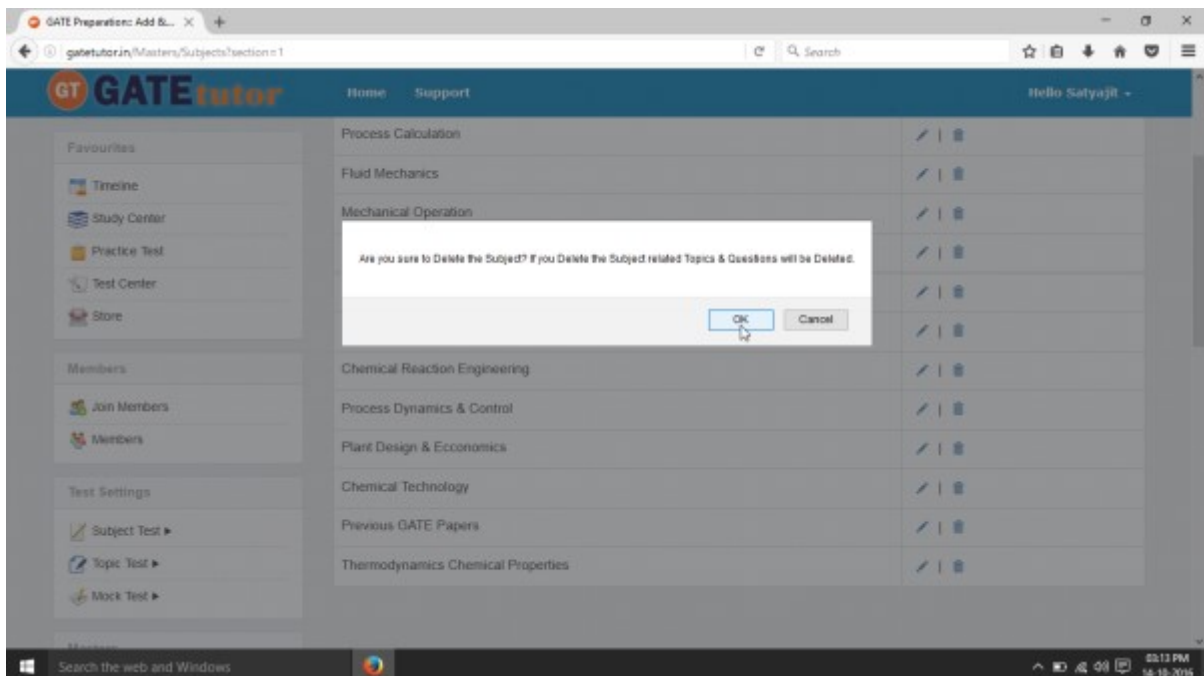 GATE Preparation: Add &...
gatetutor.in/Masters/Subjects?section=1
Search
GT GATEtutor
Home Support
Hello Satyajit
Favourites
Timeline
Study Center
Practice Test
Test Center
Store
Members
Join Members
Members
Test Settings
Subject Test
Topic Test
Mock Test
Process Calculation
Fluid Mechanics
Mechanical Operation
Are you sure to Delete the Subject? If you Delete the Subject related Topics & Questions will be Deleted.
OK Cancel
Chemical Reaction Engineering
Process Dynamics & Control
Plant Design & Ecconomics
Chemical Technology
Previous GATE Papers
Thermodynamics Chemical Properties
Search the web and Windows
03:13 PM
14-10-2016